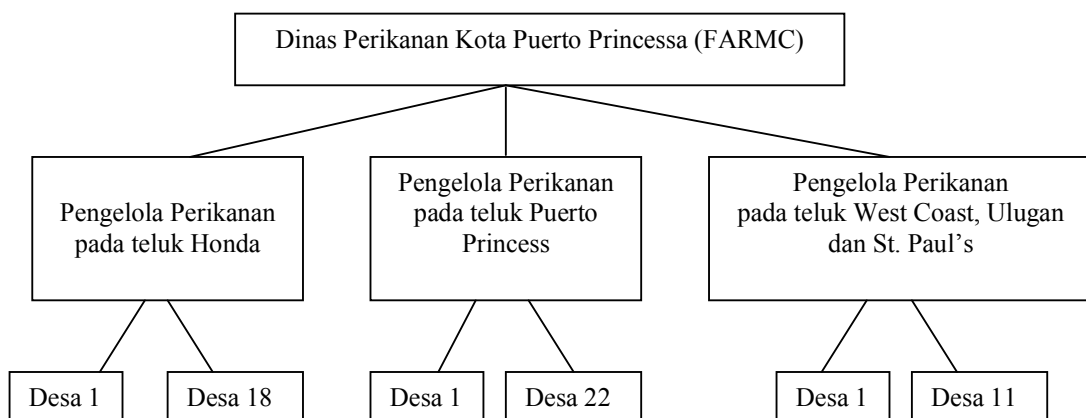 Dinas Perikanan Kota Puerto Princessa (FARMC)
Pengelola Perikanan
pada teluk Honda
Pengelola Perikanan
pada teluk Puerto
Princess
Pengelola Perikanan
pada teluk West Coast, Ulugan
dan St. Paul’s
Desa 1
Desa 18
Desa 1
Desa 22
Desa 1
Desa 11